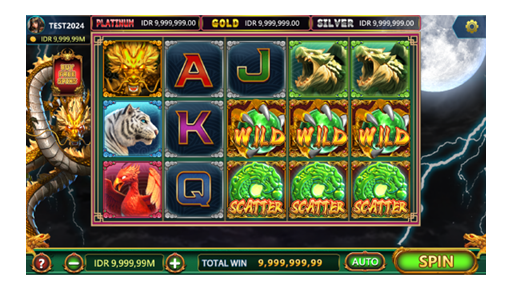 TEST2024
IDR 9,999,99M
PLATINUM IDR 9,999,999.00
GOLD IDR 9,999,999.00
SILVER IDR 9,999,999.00
A J
K WILD WILD WILD
Q SCATTER SCATTER SCATTER
? - IDR 9,999,99M + TOTAL WIN 9,999,999,99 AUTO SPIN